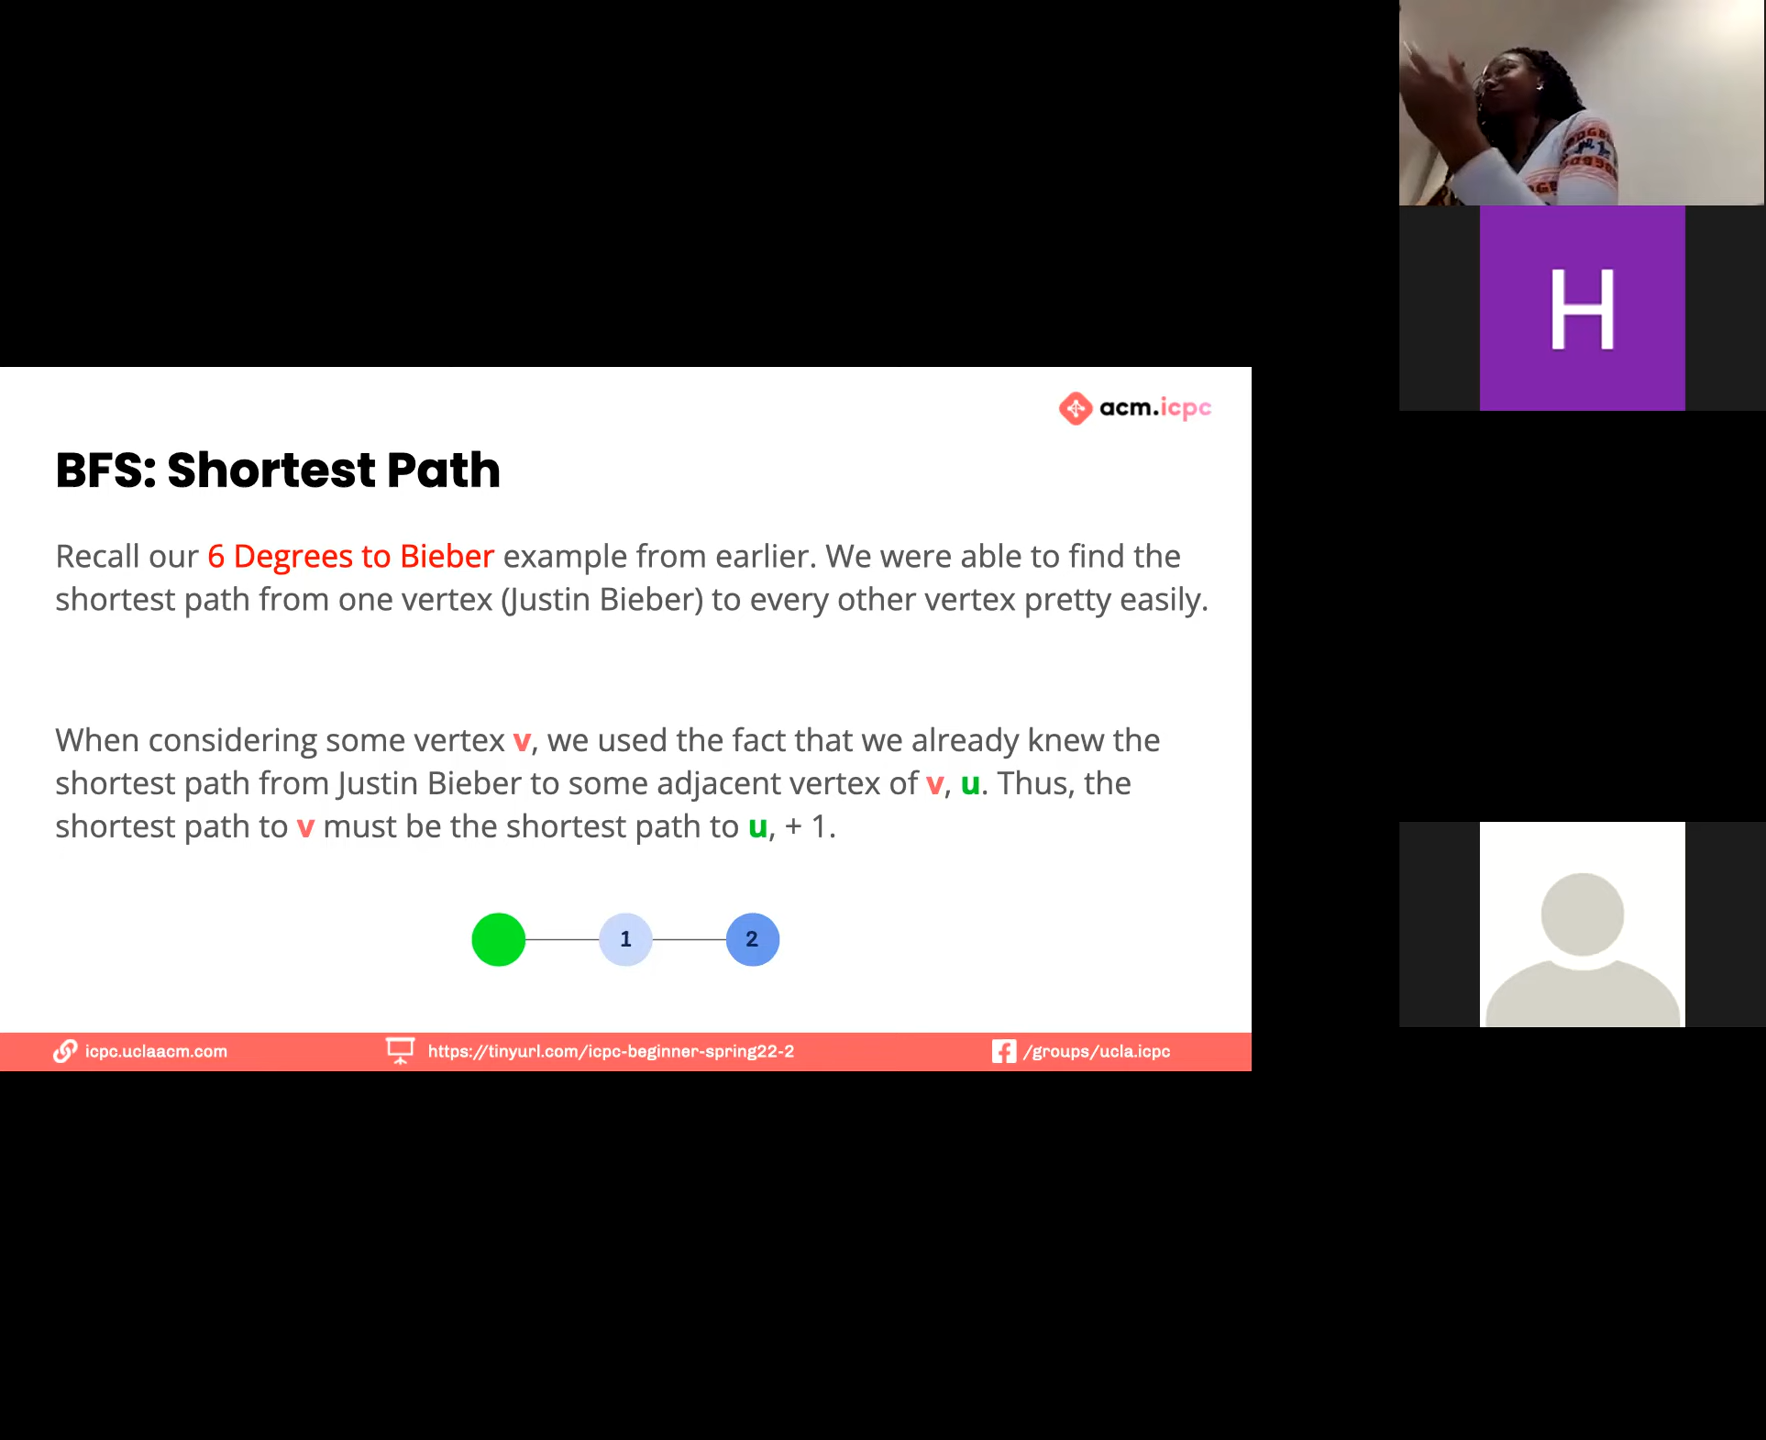 H
acm.icpc
BFS: Shortest Path
Recall our 6 Degrees to Bieber example from earlier. We were able to find the
shortest path from one vertex (Justin Bieber) to every other vertex pretty easily.
When considering some vertex v, we used the fact that we already knew the
shortest path from Justin Bieber to some adjacent vertex of v, u. Thus, the
shortest path to v must be the shortest path to u, + 1.
1
2
icpc.uclaacm.com
https://tinyurl.com/icpc-beginner-spring22-2
/groups/ucla.icpc